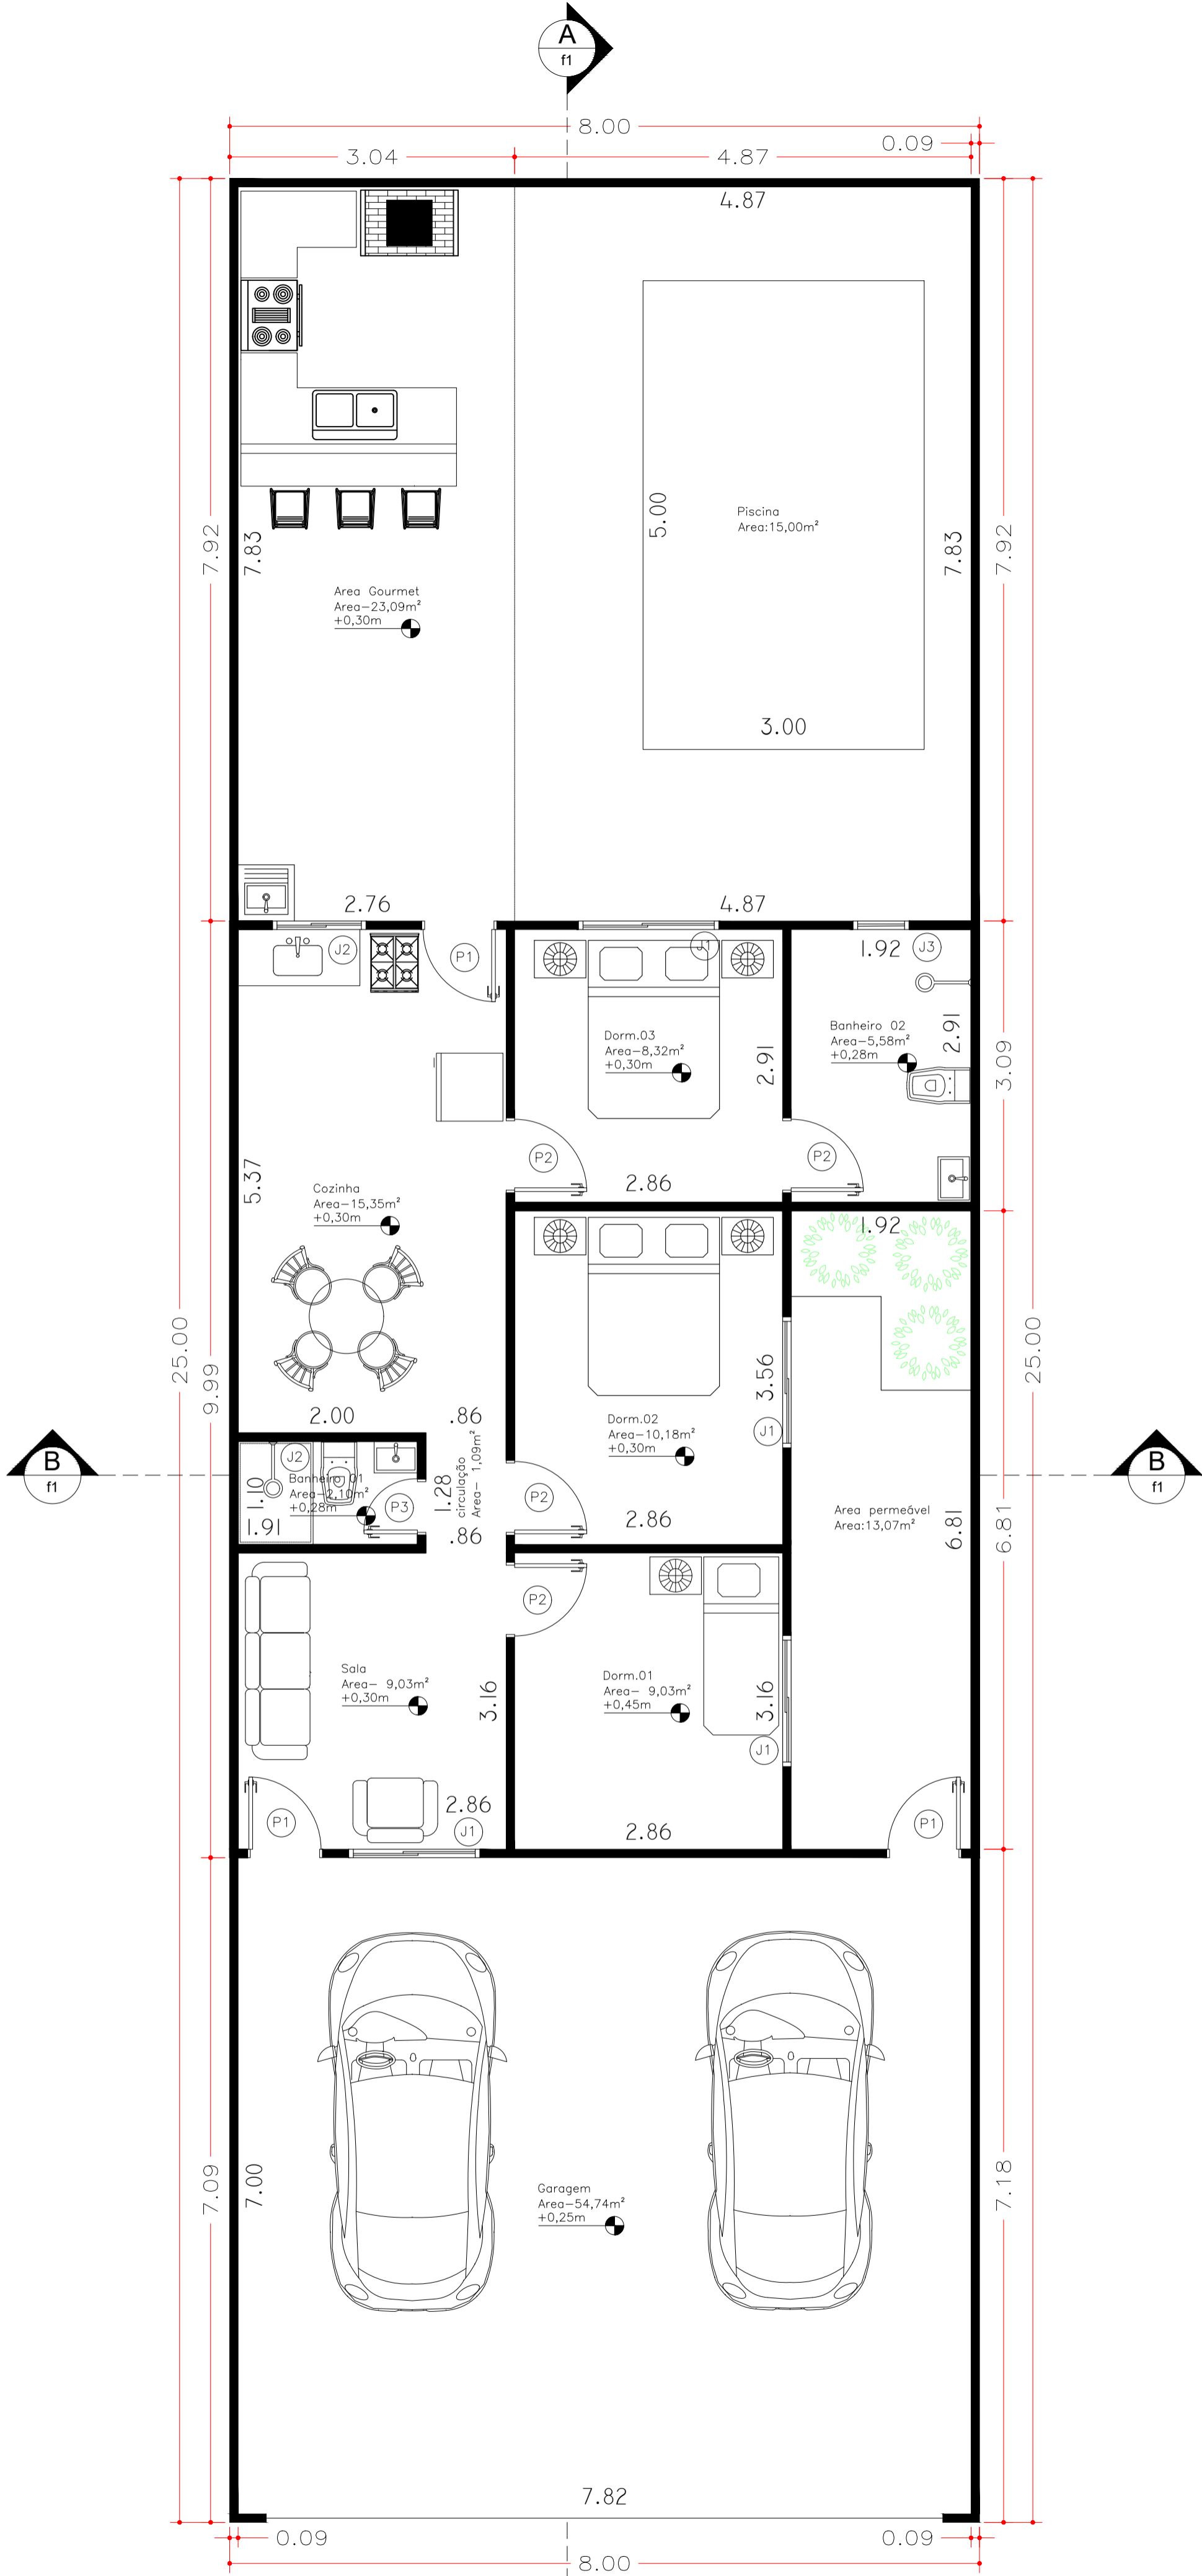 A
f1
8.00
0.09
3.04
4.87
4.87
5.00
Piscina
Area:15,00m²
7.92
7.83
7.83
7.92
Area Gourmet
Area-23,09m²
+0,30m
3.00
2.76
4.87
J2
P1
J1
1.92
J3
Dorm.03
Area-8,32m²
+0,30m
2.91
Banheiro 02
Area-5,58m²
+0,28m
2.91
3.09
P2
P2
5.37
Cozinha
Area-15,35m²
+0,30m
2.86
1.92
25.00
9.99
3.56
25.00
2.00
.86
Dorm.02
Area-10,18m²
+0,30m
J1
B
f1
J2
Banheiro 01
Area-2,10m²
+0,28m
1.10
1.91
P3
1.28
circulação
Area- 1,09m²
.86
P2
2.86
Area permeável
Area:13,07m²
6.81
6.81
B
f1
P2
Sala
Area- 9,03m²
+0,30m
3.16
Dorm.01
Area- 9,03m²
+0,45m
3.16
J1
P1
2.86
J1
2.86
P1
7.09
7.00
Garagem
Area-54,74m²
+0,25m
7.18
7.82
0.09
0.09
8.00